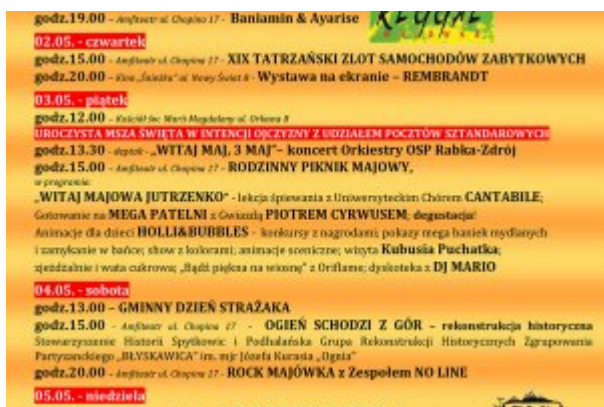 godz.19.00 - Amfiteatr ul. Chopina 17 - Baniamin & Ayarise
REGGAE
02.05. - czwartek
godz.15.00 - Amfiteatr ul. Chopina 17 - XIX TATRZAŃSKI ZLOT SAMOCHODÓW ZABYTKOWYCH
godz.20.00 - Kino „Śnieżka" ul. Nowy Świat 8 - Wystawa na ekranie – REMBRANDT
03.05. - piątek
godz.12.00 - Kościół św. Marii Magdaleny ul. Orkana 8
UROCZYSTA MSZA ŚWIĘTA W INTENCJI OJCZYZNY Z UDZIAŁEM POCZTÓW SZTANDAROWYCH
godz.13.30 - deptak - „WITAJ MAJ, 3 MAJ"– koncert Orkiestry OSP Rabka-Zdrój
godz.15.00 - Amfiteatr ul. Chopina 17 - RODZINNY PIKNIK MAJOWY,
w programie:
„WITAJ MAJOWA JUTRZENKO" - lekcja śpiewania z Uniwersyteckim Chórem CANTABILE;
Gotowanie na MEGA PATELNI z Gwiazdą PIOTREM CYRWUSEM; degustacja!
Animacje dla dzieci HOLLI&BUBBLES - konkursy z nagrodami; pokazy mega baniek mydlanych
i zamykanie w bańce; show z kolorami; animacje sceniczne; wizyta Kubusia Puchatka;
zjeżdżalnie i wata cukrowa; „Bądź piękna na wiosnę" z Oriflame; dyskoteka z DJ MARIO
04.05. - sobota
godz.13.00 – GMINNY DZIEŃ STRAŻAKA
godz.15.00 - Amfiteatr ul. Chopina 17 - OGIEŃ SCHODZI Z GÓR – rekonstrukcja historyczna
Stowarzyszenie Historii Spytkowic i Podhalańska Grupa Rekonstrukcji Historycznych Zgrupowania
Partyzanckiego „BŁYSKAWICA" im. mjr Józefa Kurasia „Ognia"
godz.20.00 - Amfiteatr ul. Chopina 17 - ROCK MAJÓWKA z Zespołem NO LINE
05.05. - niedziela